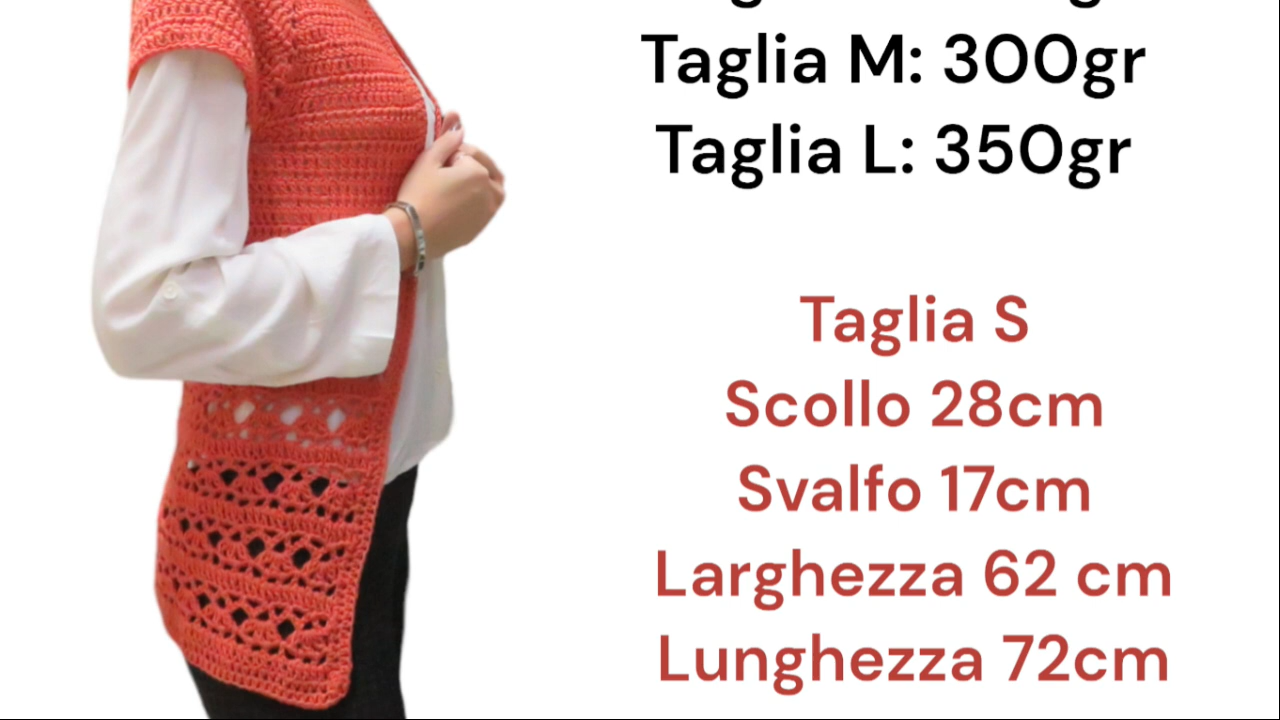 Taglia M: 300gr
Taglia L: 350gr
Taglia S
Scollo 28cm
Svalfo 17cm
Larghezza 62 cm
Lunghezza 72cm